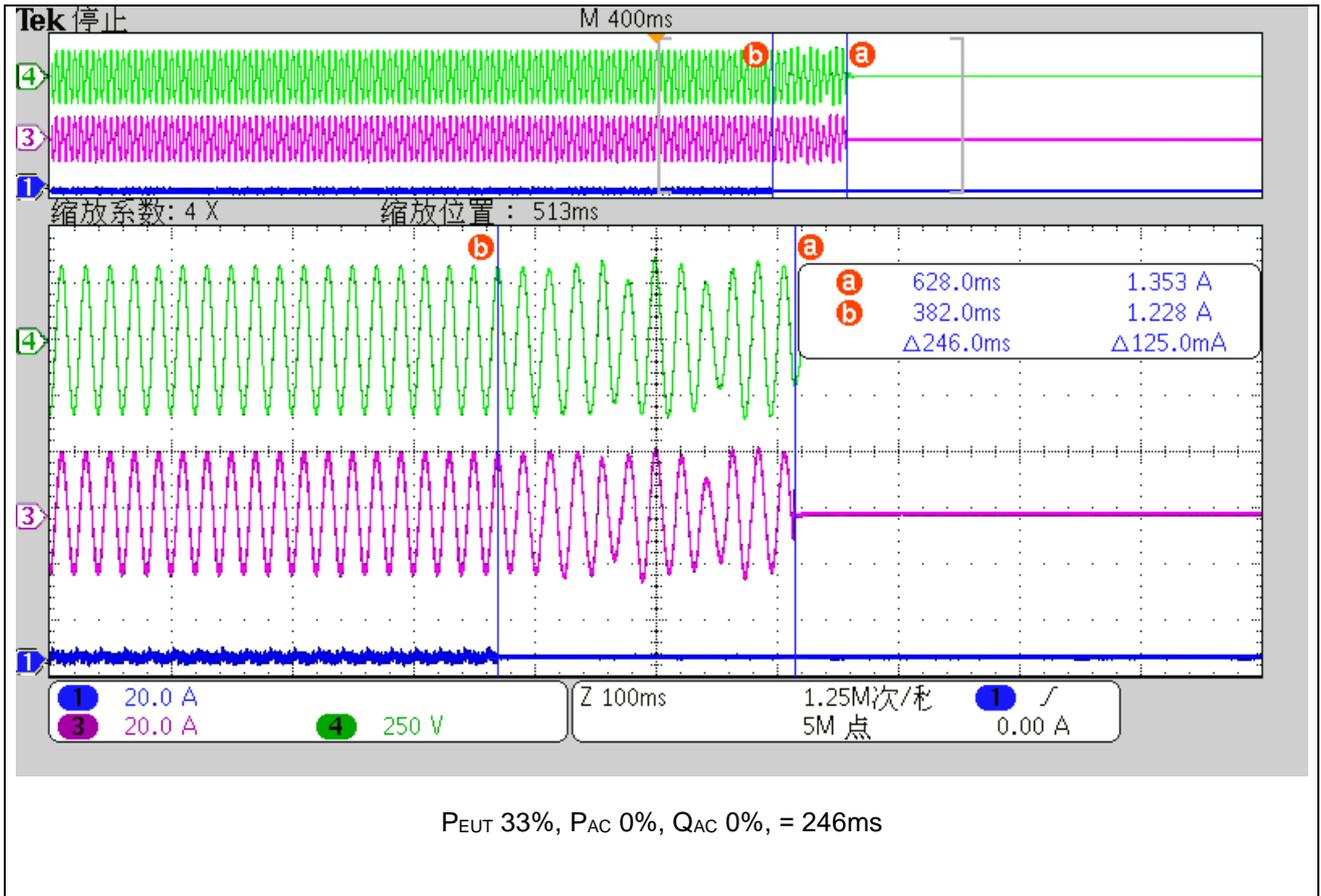 Tek 停止 M 400ms
4
b a
3
1
缩放系数: 4 X 缩放位置 : 513ms
b a
a 628.0ms 1.353 A
b 382.0ms 1.228 A
△246.0ms △125.0mA
4
3
1
1 20.0 A
3 20.0 A 4 250 V
Z 100ms 1.25M次/秒 1 ∫
5M 点 0.00 A
PEUT 33%, PAC 0%, QAC 0%, = 246ms